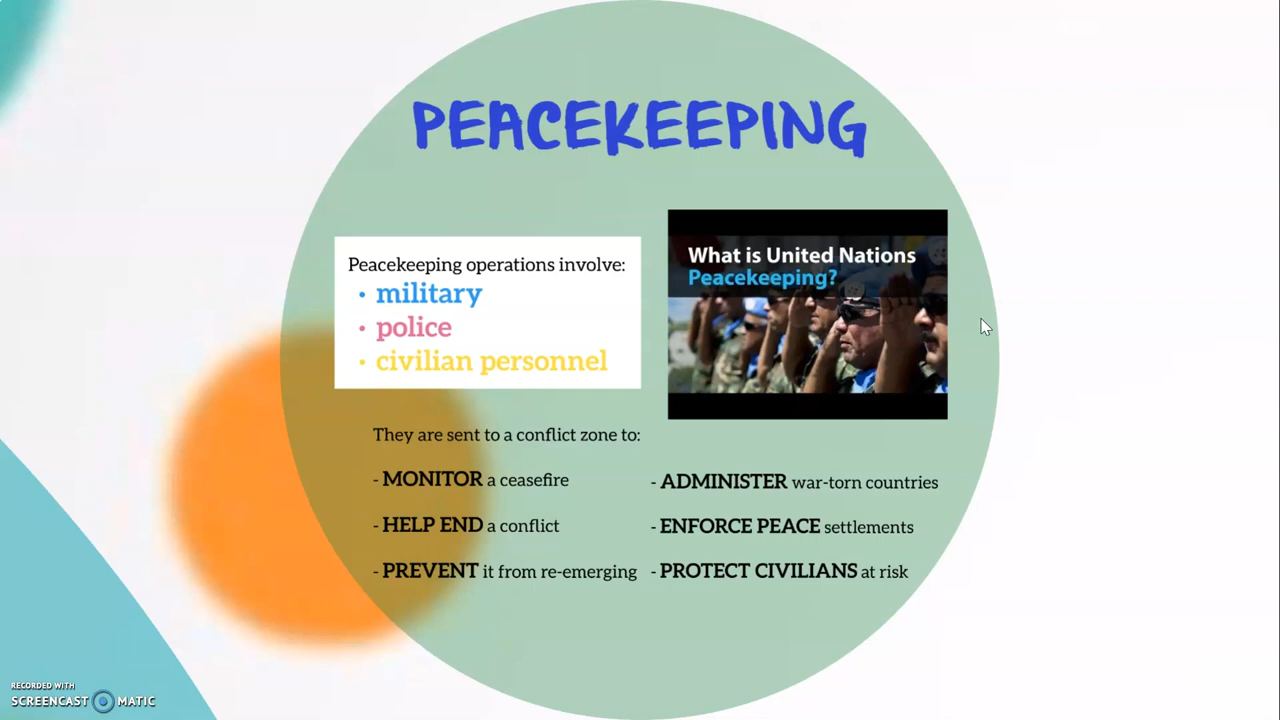 PEACEKEEPING
Peacekeeping operations involve:
• military
• police
• civilian personnel
What is United Nations
Peacekeeping?
They are sent to a conflict zone to:
- MONITOR a ceasefire
- HELP END a conflict
- PREVENT it from re-emerging
- ADMINISTER war-torn countries
- ENFORCE PEACE settlements
- PROTECT CIVILIANS at risk
RECORDED WITH
SCREENCAST MATIC